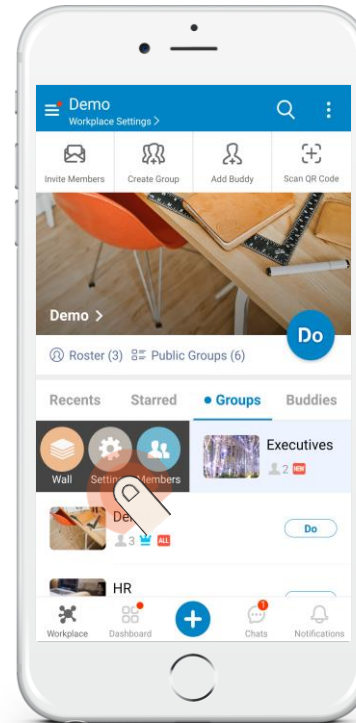 Demo
Workplace Settings >
Invite Members
Create Group
Add Buddy
Scan QR Code
Demo >
Do
Roster (3)
Public Groups (6)
Recents
Starred
Groups
Buddies
Wall
Members
Executives
2 NEW
3 ALL
Do
HR
Workplace
Dashboard
Chats
1
Notifications